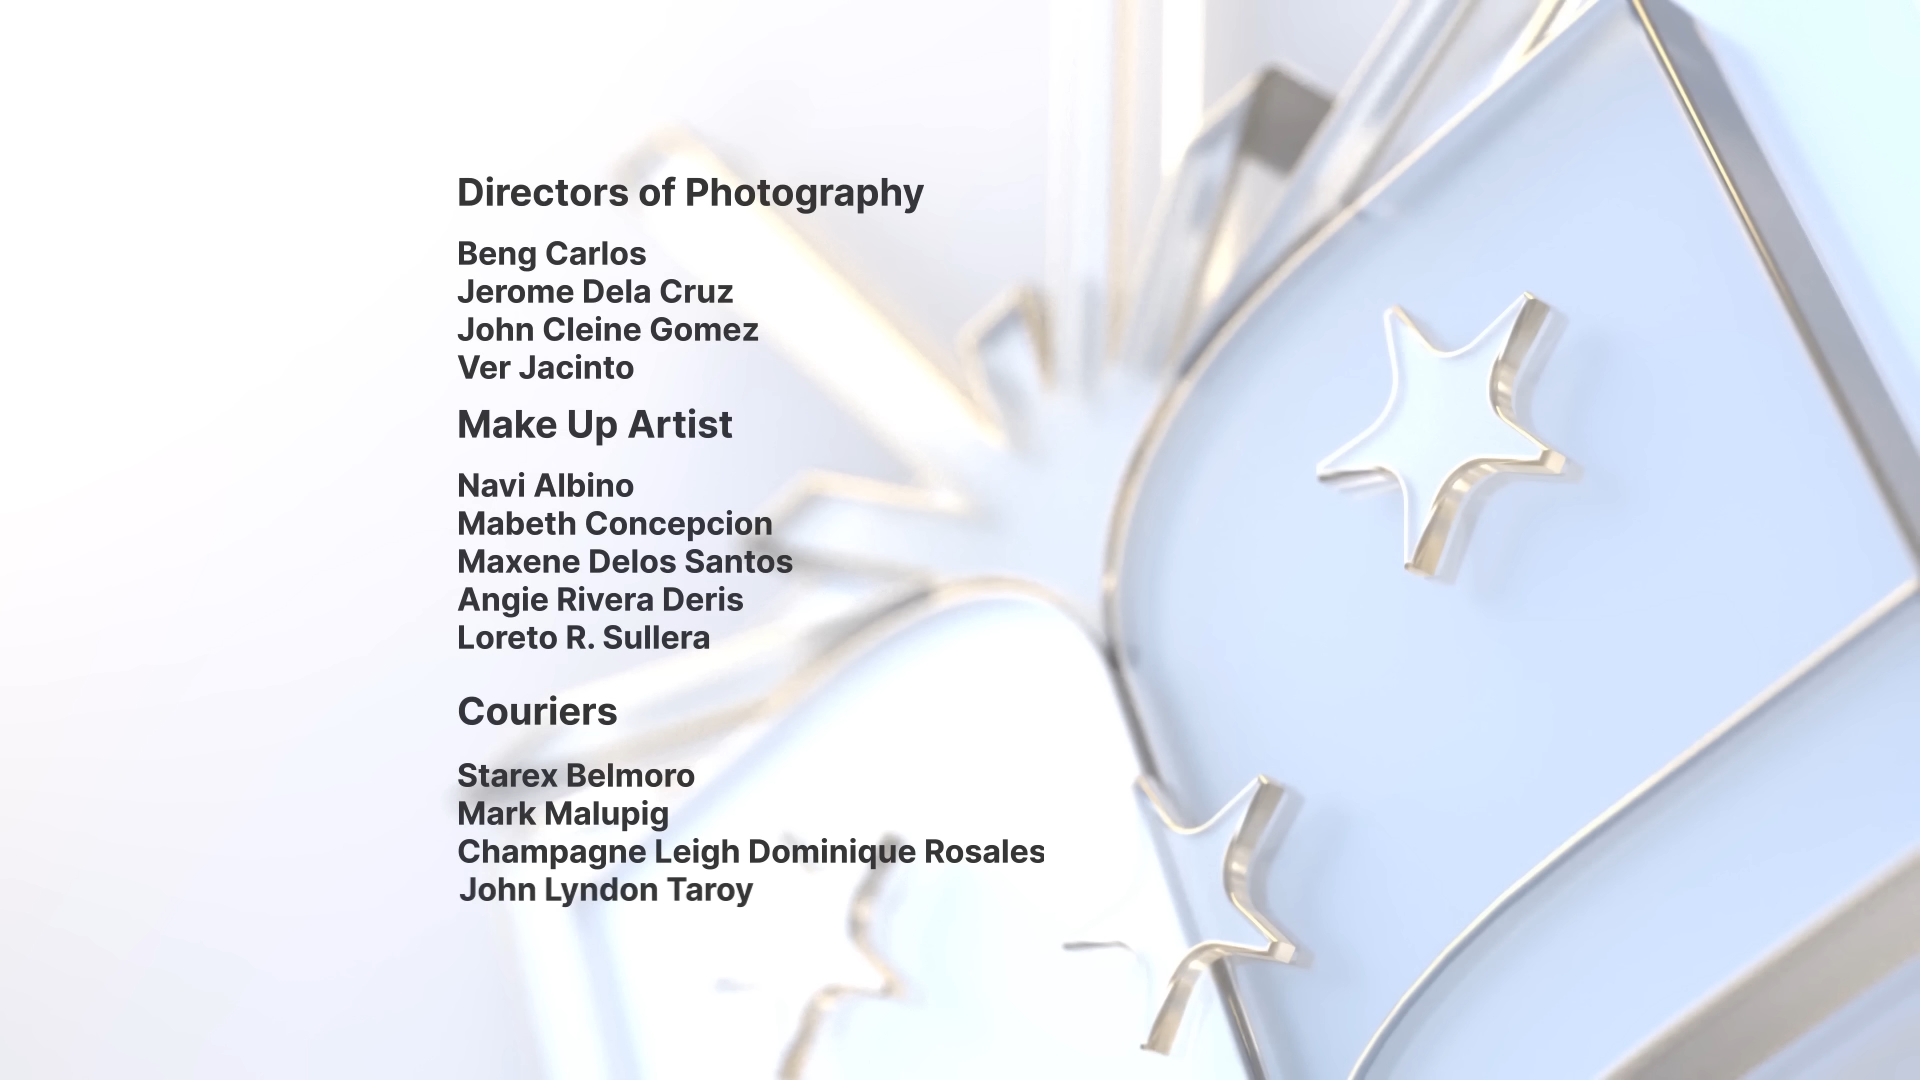 Directors of Photography
Beng Carlos
Jerome Dela Cruz
John Cleine Gomez
Ver Jacinto
Make Up Artist
Navi Albino
Mabeth Concepcion
Maxene Delos Santos
Angie Rivera Deris
Loreto R. Sullera
Couriers
Starex Belmoro
Mark Malupig
Champagne Leigh Dominique Rosales
John Lyndon Taroy